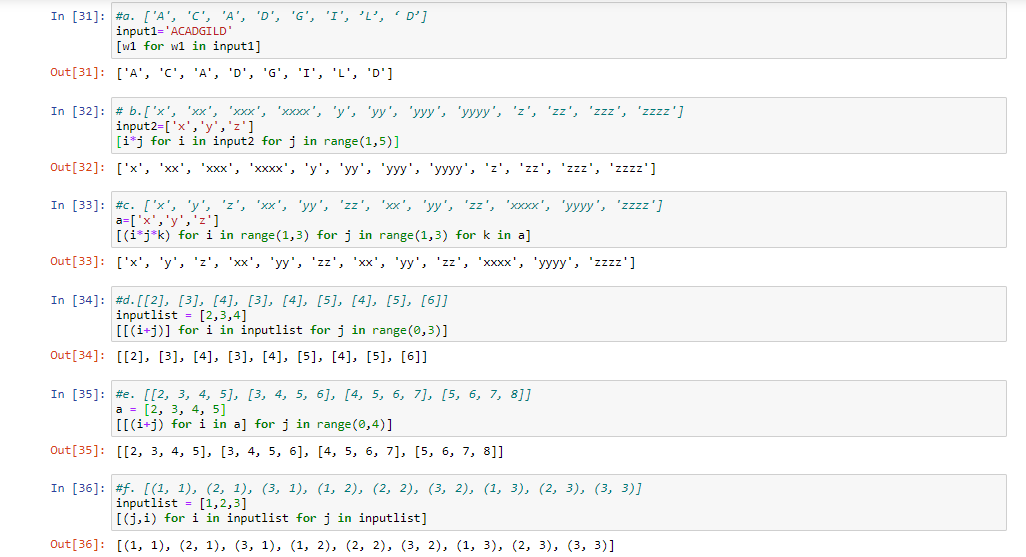 In [31]: #a. ['A', 'C', 'A', 'D', 'G', 'I', ’L’, ‘ D’]
input1='ACADGILD'
[w1 for w1 in input1]
Out[31]: ['A', 'C', 'A', 'D', 'G', 'I', 'L', 'D']
In [32]: # b.['x', 'xx', 'xxx', 'xxxx', 'y', 'yy', 'yyy', 'yyyy', 'z', 'zz', 'zzz', 'zzzz']
input2=['x','y','z']
[i*j for i in input2 for j in range(1,5)]
Out[32]: ['x', 'xx', 'xxx', 'xxxx', 'y', 'yy', 'yyy', 'yyyy', 'z', 'zz', 'zzz', 'zzzz']
In [33]: #c. ['x', 'y', 'z', 'xx', 'yy', 'zz', 'xx', 'yy', 'zz', 'xxxx', 'yyyy', 'zzzz']
a=['x','y','z']
[(i*j*k) for i in range(1,3) for j in range(1,3) for k in a]
Out[33]: ['x', 'y', 'z', 'xx', 'yy', 'zz', 'xx', 'yy', 'zz', 'xxxx', 'yyyy', 'zzzz']
In [34]: #d.[[2], [3], [4], [3], [4], [5], [4], [5], [6]]
inputlist = [2,3,4]
[[(i+j)] for i in inputlist for j in range(0,3)]
Out[34]: [[2], [3], [4], [3], [4], [5], [4], [5], [6]]
In [35]: #e. [[2, 3, 4, 5], [3, 4, 5, 6], [4, 5, 6, 7], [5, 6, 7, 8]]
a = [2, 3, 4, 5]
[[(i+j) for i in a] for j in range(0,4)]
Out[35]: [[2, 3, 4, 5], [3, 4, 5, 6], [4, 5, 6, 7], [5, 6, 7, 8]]
In [36]: #f. [(1, 1), (2, 1), (3, 1), (1, 2), (2, 2), (3, 2), (1, 3), (2, 3), (3, 3)]
inputlist = [1,2,3]
[(j,i) for i in inputlist for j in inputlist]
Out[36]: [(1, 1), (2, 1), (3, 1), (1, 2), (2, 2), (3, 2), (1, 3), (2, 3), (3, 3)]